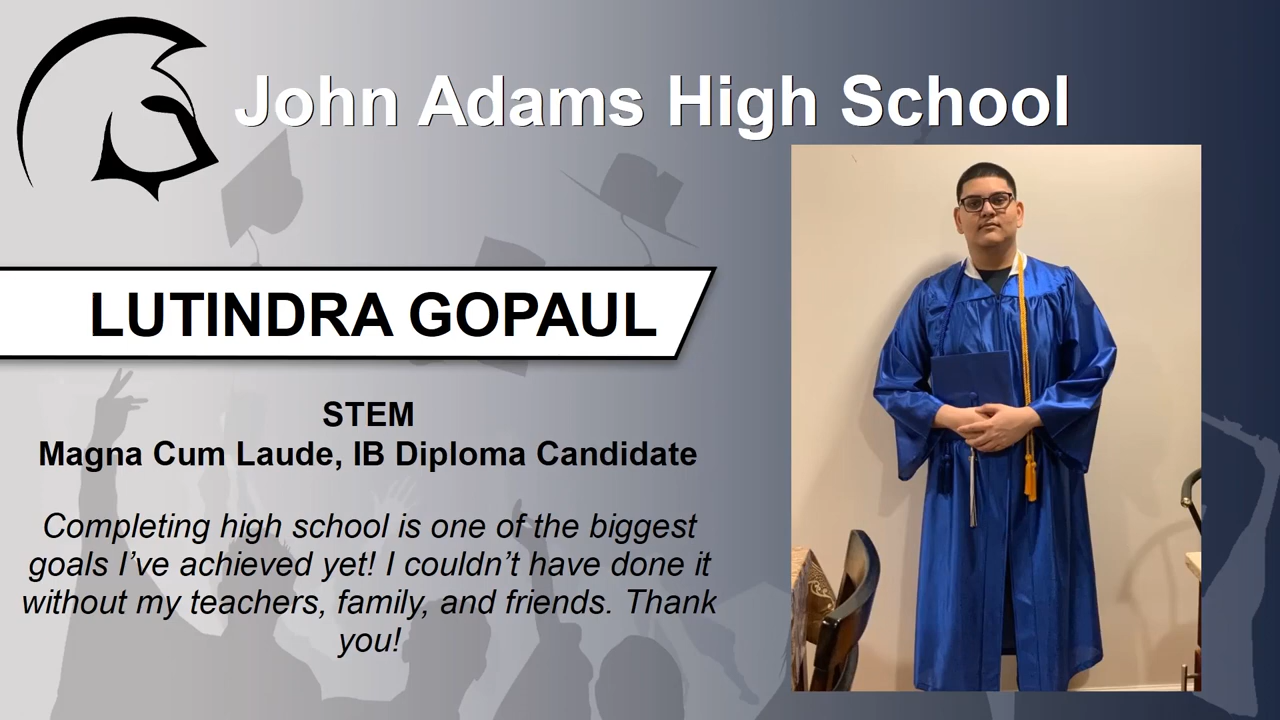 John Adams High School
LUTINDRA GOPAUL
STEM
Magna Cum Laude, IB Diploma Candidate
Completing high school is one of the biggest
goals I’ve achieved yet! I couldn’t have done it
without my teachers, family, and friends. Thank
you!